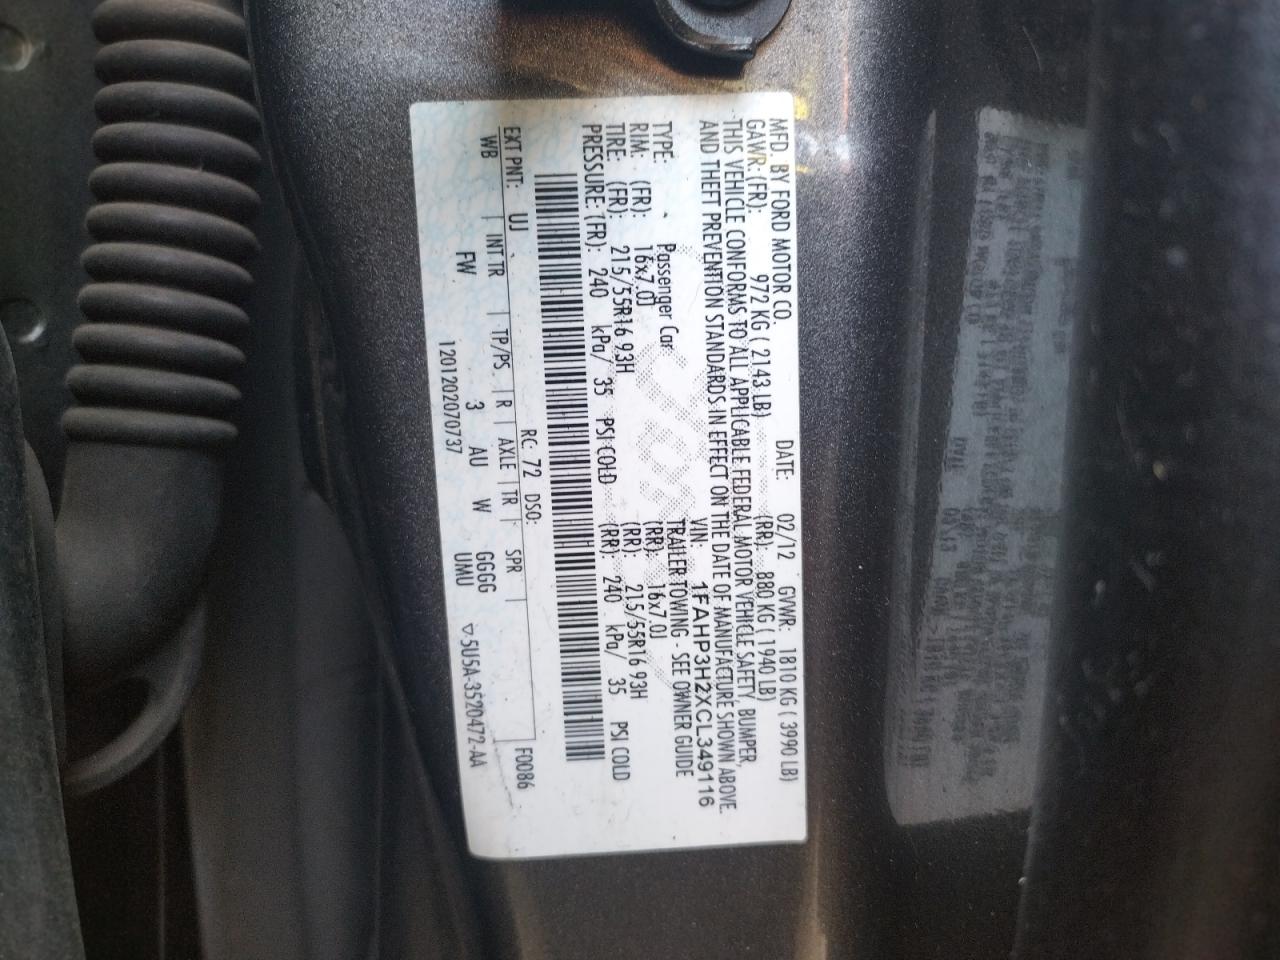 MFD. BY FORD MOTOR CO. DATE: 02/12 GVWR: 1810 KG ( 3990 LB)
GAWR: (FR): 972 KG ( 2143 LB) (RR): 880 KG ( 1940 LB)
THIS VEHICLE CONFORMS TO ALL APPLICABLE FEDERAL MOTOR VEHICLE SAFETY, BUMPER,
AND THEFT PREVENTION STANDARDS IN EFFECT ON THE DATE OF MANUFACTURE SHOWN ABOVE.
VIN: 1FAHP3H2XCL349116
TYPE: Passenger Car TRAILER TOWING - SEE OWNER GUIDE
RIM: (FR): 16x7.0J (RR): 16x7.0J
TIRE: (FR): 215/55R16 93H (RR): 215/55R16 93H
PRESSURE: (FR): 240 kPa/ 35 PSI COLD (RR): 240 kPa/ 35 PSI COLD
EXT PNT: UJ RC: 72 DSO: F0086
WB INT TR TP/PS R AXLE TR SPR
FW 3 AU W GGGG
1201202070737 UMU ▽5U5A-3520472-AA